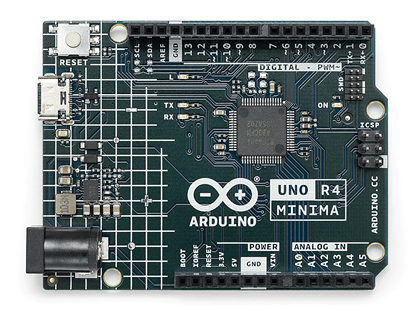 RESET
SCL
SDA
AREF
GND
13
12
~11
~10
~9
8
7
~6
~5
4
~3
2
TX→1
RX←0
DIGITAL - PWM~
L
TX
RX
SWD
ON
ICSP
ARDUINO
UNO R4
MINIMA
ARDUINO.CC
POWER
ANALOG IN
BOOT
IOREF
RESET
3.3V
5V
GND
VIN
A0
A1
A2
A3
A4
A5